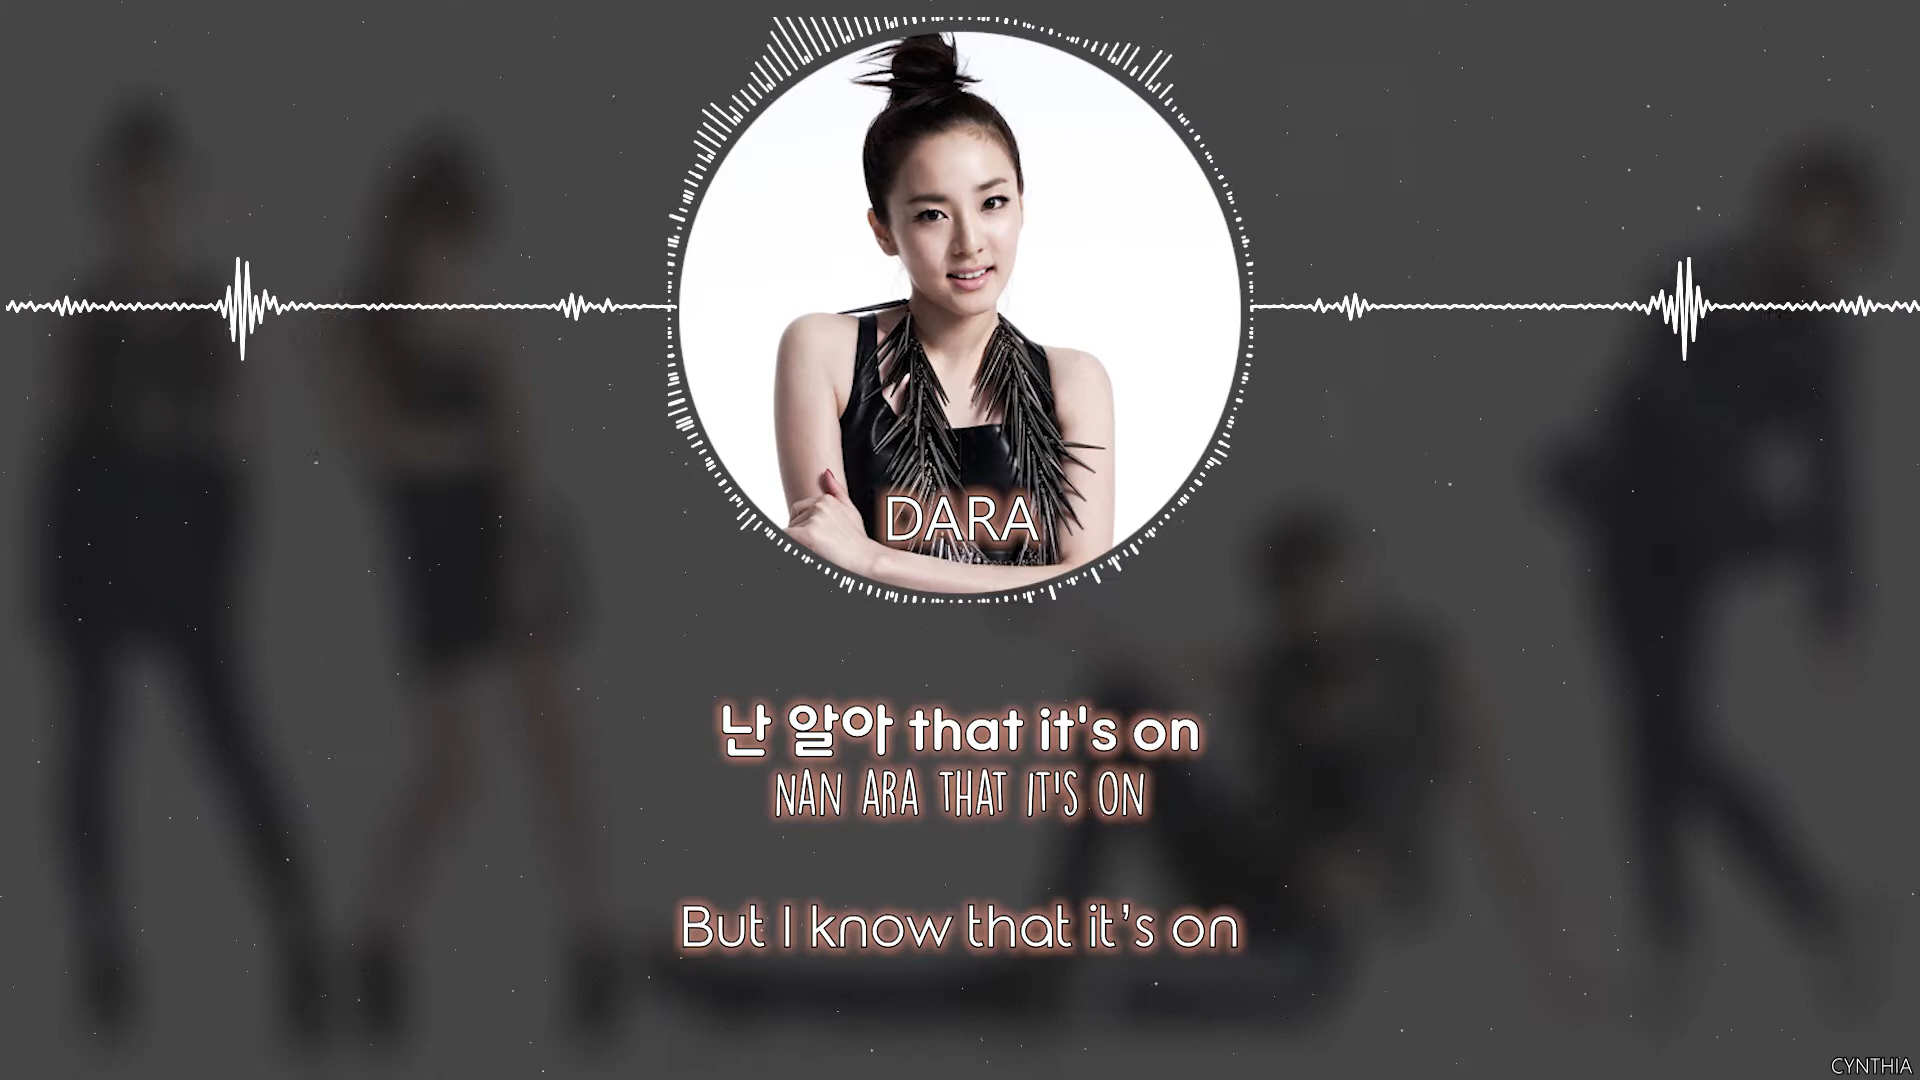 DARA
난 알아 that it's on
NAN ARA THAT IT'S ON
But I know that it’s on
CYNTHIA